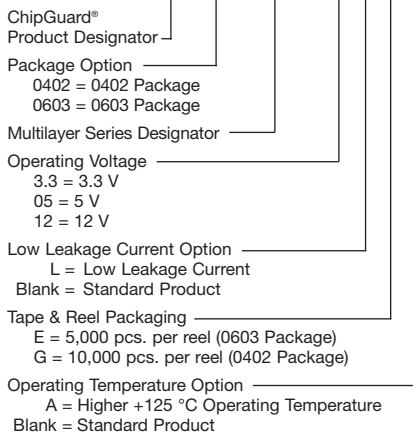 ChipGuard®
Product Designator
Package Option
0402 = 0402 Package
0603 = 0603 Package
Multilayer Series Designator
Operating Voltage
3.3 = 3.3 V
05 = 5 V
12 = 12 V
Low Leakage Current Option
L = Low Leakage Current
Blank = Standard Product
Tape & Reel Packaging
E = 5,000 pcs. per reel (0603 Package)
G = 10,000 pcs. per reel (0402 Package)
Operating Temperature Option
A = Higher +125 °C Operating Temperature
Blank = Standard Product